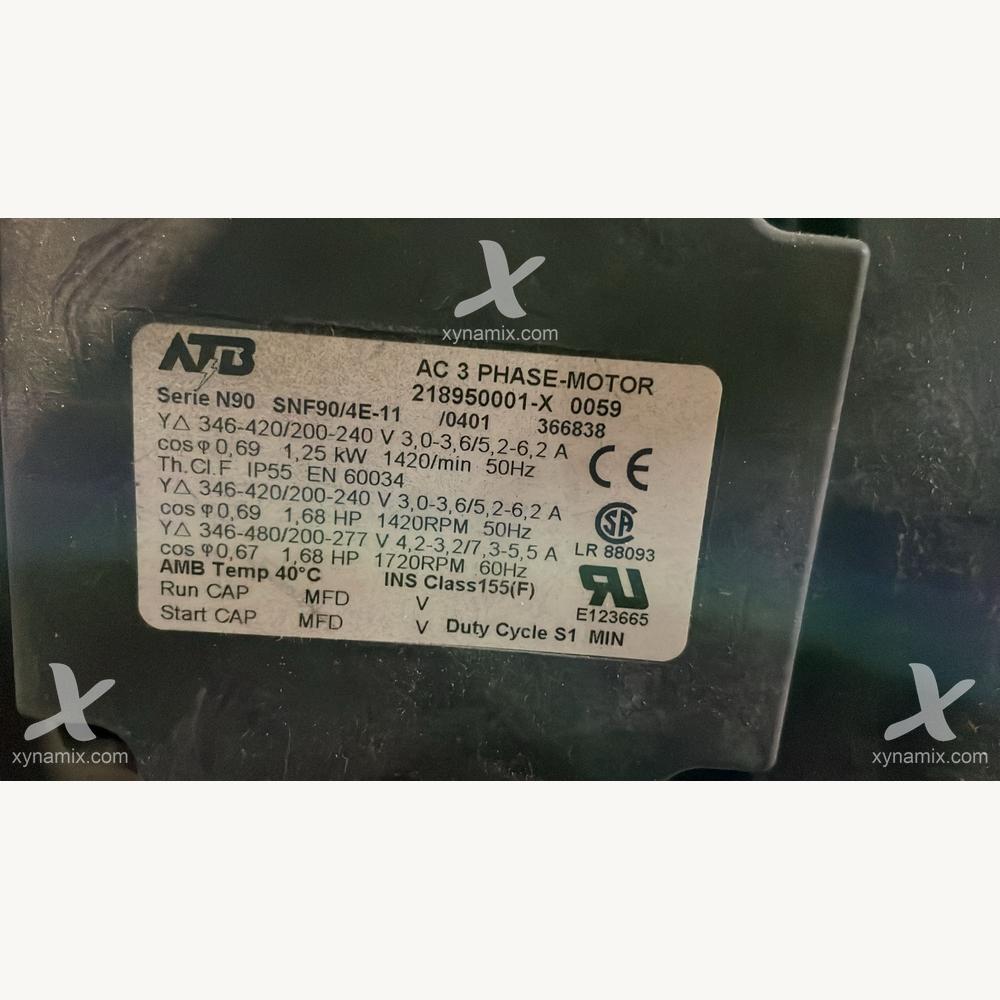 xynamix.com
ATB
AC 3 PHASE-MOTOR
218950001-X 0059
Serie N90 SNF90/4E-11 /0401 366838
Y△ 346-420/200-240 V 3,0-3,6/5,2-6,2 A
cos φ 0,69 1,25 kW 1420/min 50Hz
Th.Cl.F IP55 EN 60034
Y△ 346-420/200-240 V 3,0-3,6/5,2-6,2 A
cos φ 0,69 1,68 HP 1420RPM 50Hz
Y△ 346-480/200-277 V 4,2-3,2/7,3-5,5 A
cos φ 0,67 1,68 HP 1720RPM 60Hz
AMB Temp 40°C INS Class155(F)
Run CAP MFD V
Start CAP MFD V Duty Cycle S1 MIN
CE
SA
LR 88093
RU
E123665
xynamix.com
xynamix.com